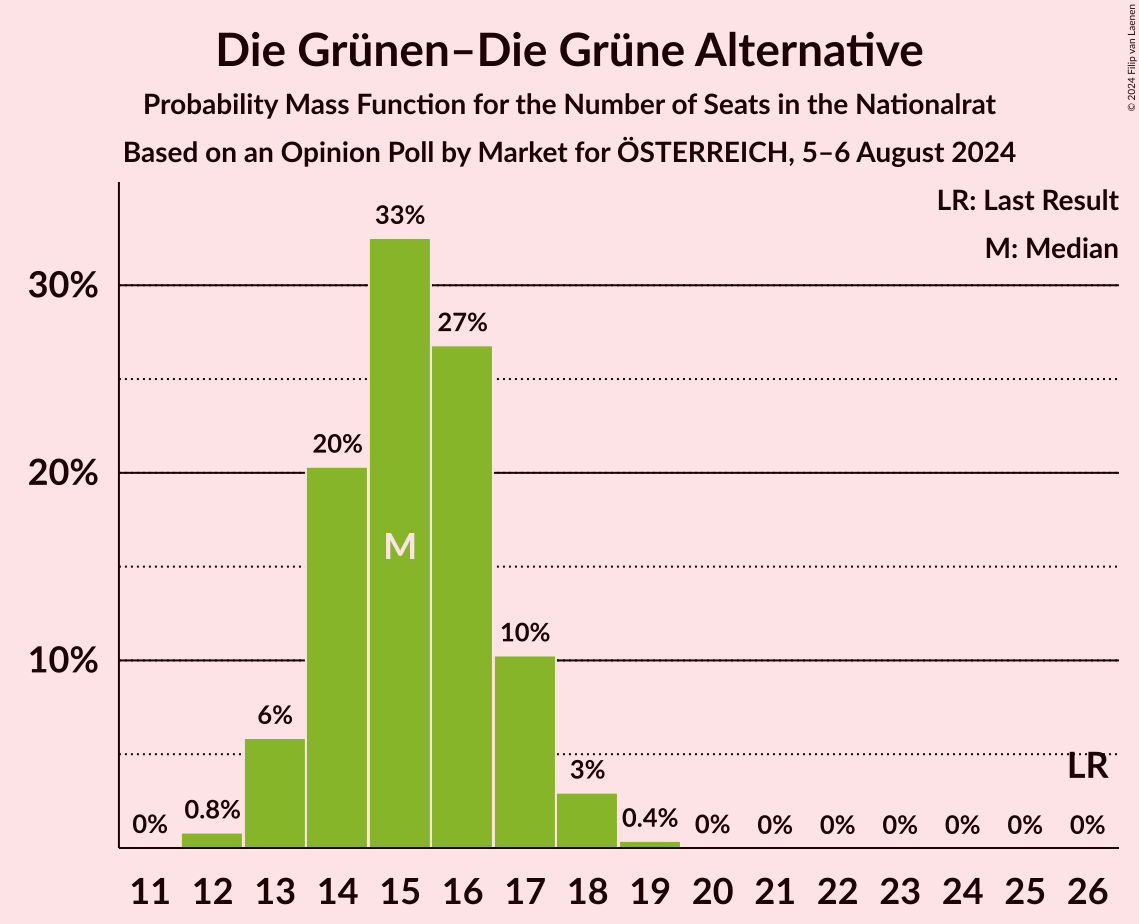 Die Grünen–Die Grüne Alternative
Probability Mass Function for the Number of Seats in the Nationalrat
Based on an Opinion Poll by Market for ÖSTERREICH, 5–6 August 2024
© 2024 Filip van Laenen
LR: Last Result
M: Median
33%
30%
27%
20%
20%
M
10%
10%
6%
3%
LR
0%
0.8%
0.4%
0%
0%
0%
0%
0%
0%
0%
11 12 13 14 15 16 17 18 19 20 21 22 23 24 25 26